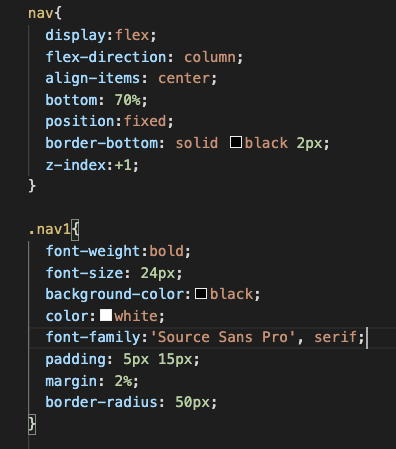 nav{
display:flex;
flex-direction: column;
align-items: center;
bottom: 70%;
position:fixed;
border-bottom: solid black 2px;
z-index:+1;
}
.nav1{
font-weight:bold;
font-size: 24px;
background-color:black;
color:white;
font-family:'Source Sans Pro', serif;
padding: 5px 15px;
margin: 2%;
border-radius: 50px;
}